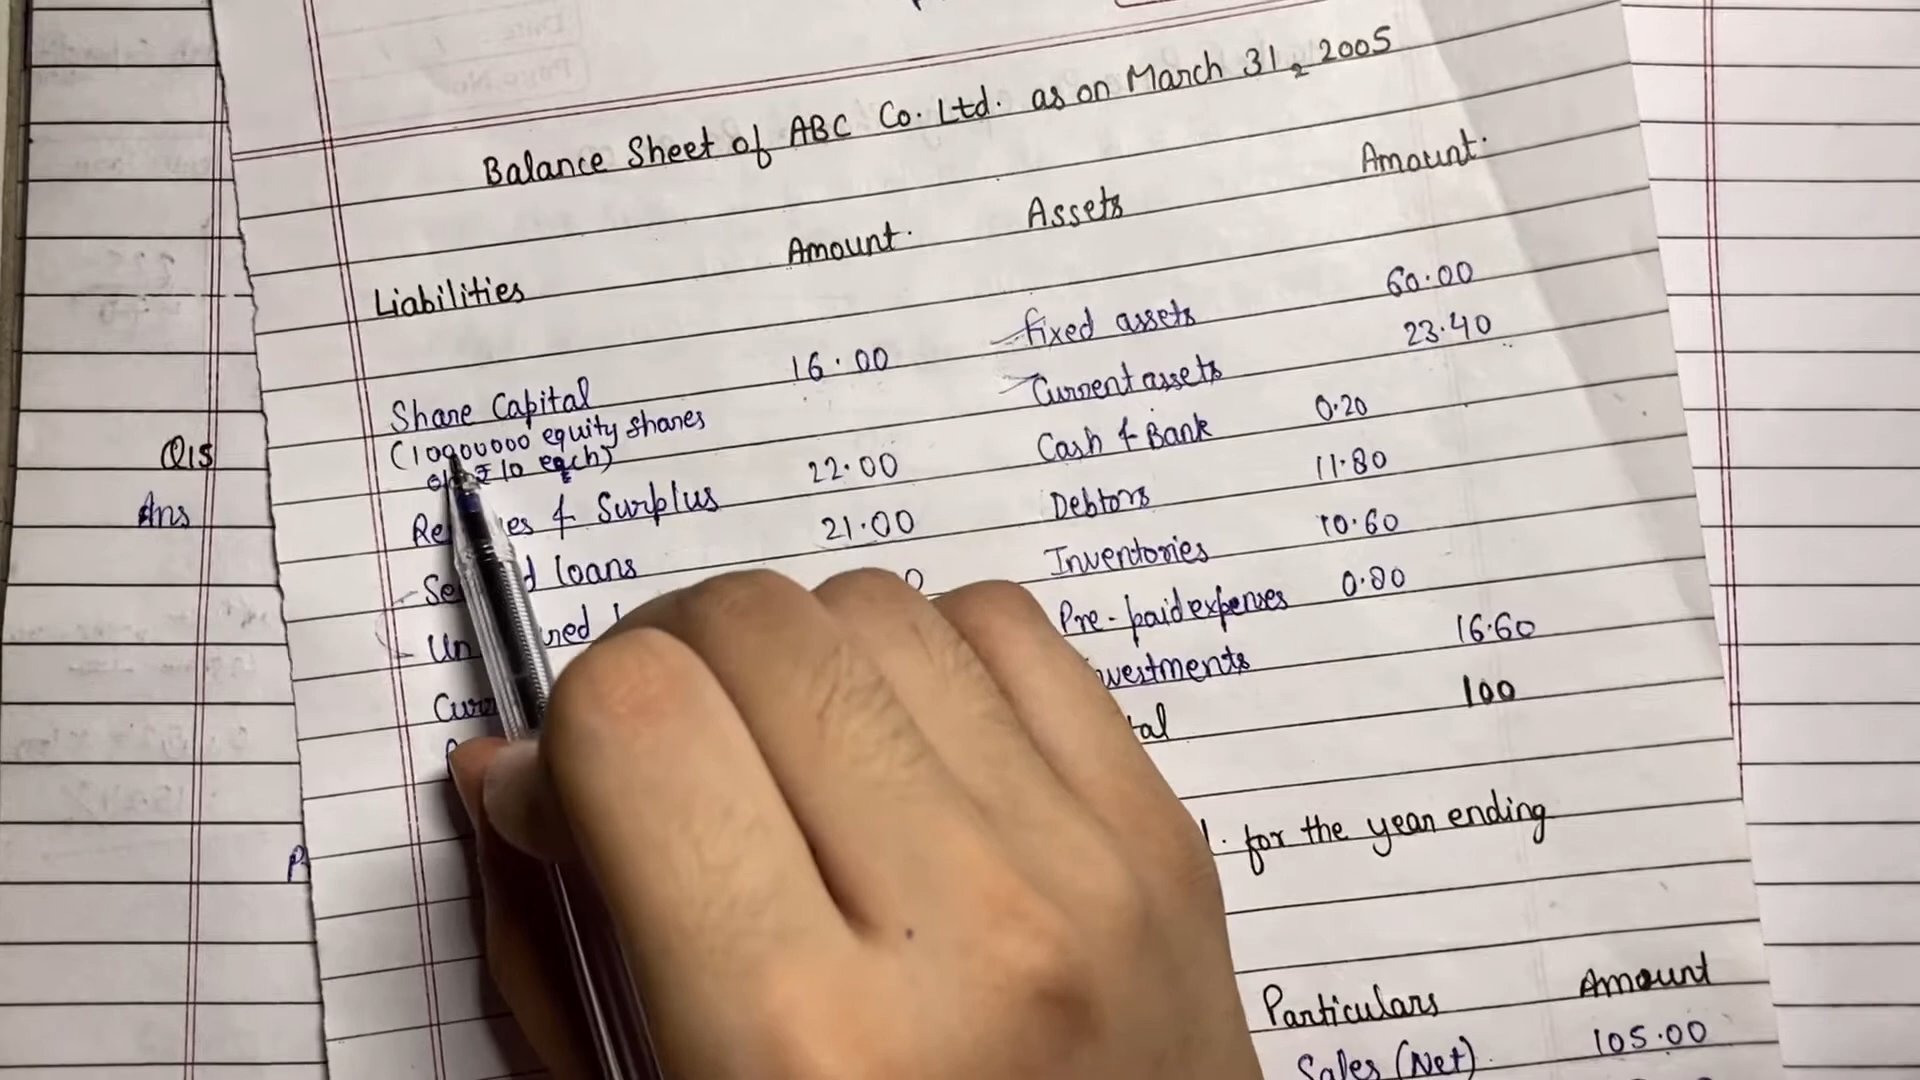 Balance Sheet of ABC Co. Ltd. as on March 31, 2005
Liabilities Amount. Assets Amount.
Share Capital 16.00 Fixed assets 60.00
(10000000 equity shares Current assets 23.40
₹10 each)
& Surplus 22.00 Cash & Bank 0.20
loans 21.00 Debtors 11.80
Inventories 10.60
Pre-paid expenses 0.80
16.60
100
for the year ending
Particulars Amount
Sales (Net). 105.00
Q15
Ans